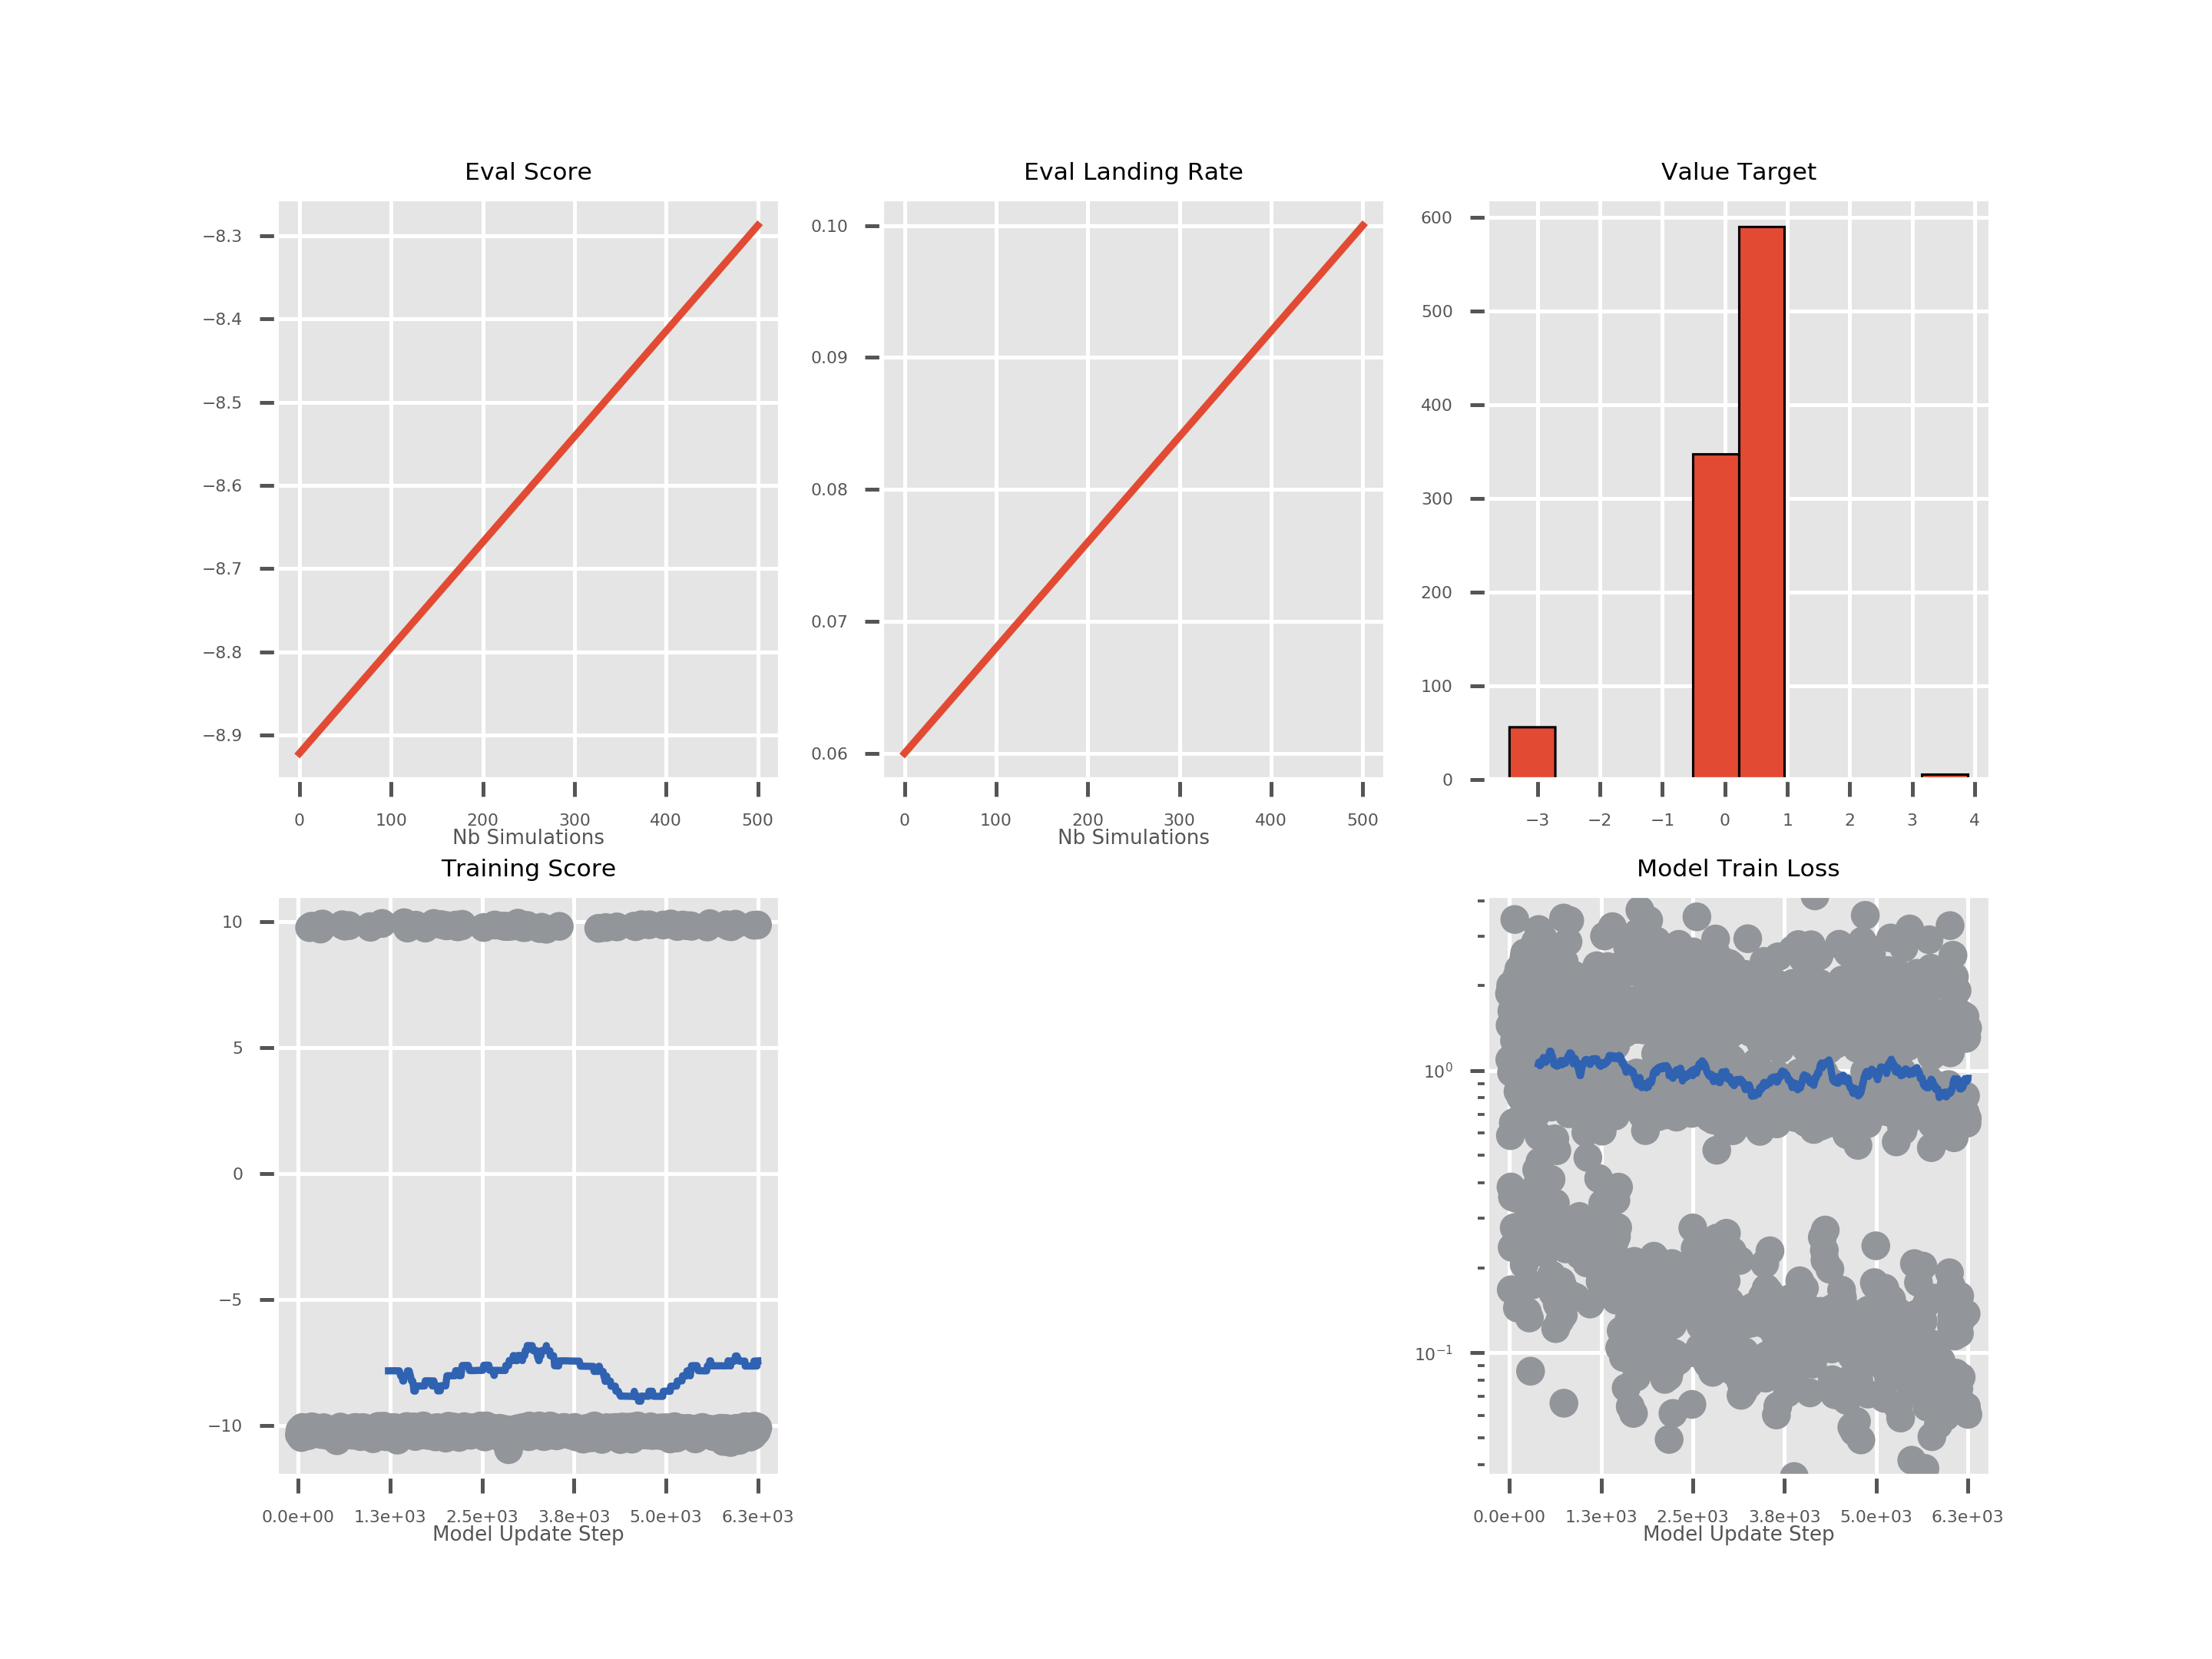 Eval Score
−8.3
−8.4
−8.5
−8.6
−8.7
−8.8
−8.9
0 100 200 300 400 500
Nb Simulations
Eval Landing Rate
0.10
0.09
0.08
0.07
0.06
0 100 200 300 400 500
Nb Simulations
Value Target
600
500
400
300
200
100
0
−3 −2 −1 0 1 2 3 4
Training Score
10
5
0
−5
−10
0.0e+00 1.3e+03 2.5e+03 3.8e+03 5.0e+03 6.3e+03
Model Update Step
Model Train Loss
10⁰
10⁻¹
0.0e+00 1.3e+03 2.5e+03 3.8e+03 5.0e+03 6.3e+03
Model Update Step